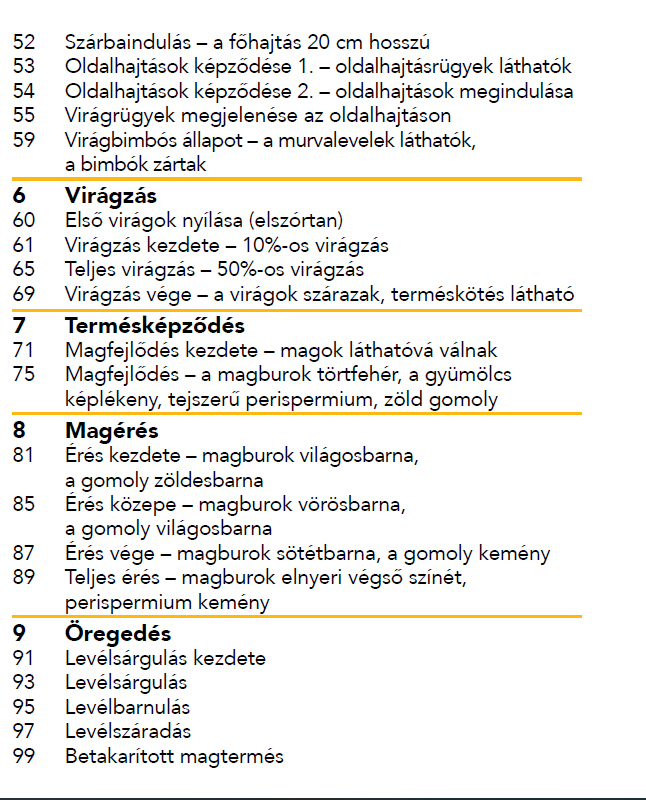 52 Szárbaindulás – a főhajtás 20 cm hosszú
53 Oldalhajtások képződése 1. – oldalhajtásrügyek láthatók
54 Oldalhajtások képződése 2. – oldalhajtások megindulása
55 Virágrügyek megjelenése az oldalhajtáson
59 Virágbimbós állapot – a murvalevelek láthatók,
a bimbók zártak
6 Virágzás
60 Első virágok nyílása (elszórtan)
61 Virágzás kezdete – 10%-os virágzás
65 Teljes virágzás – 50%-os virágzás
69 Virágzás vége – a virágok szárazak, terméskötés látható
7 Termésképződés
71 Magfejlődés kezdete – magok láthatóvá válnak
75 Magfejlődés – a magburok törtfehér, a gyümölcs
képlékeny, tejszerű perispermium, zöld gomoly
8 Magérés
81 Érés kezdete – magburok világosbarna,
a gomoly zöldesbarna
85 Érés közepe – magburok vörösbarna,
a gomoly világosbarna
87 Érés vége – magburok sötétbarna, a gomoly kemény
89 Teljes érés – magburok elnyeri végső színét,
perispermium kemény
9 Öregedés
91 Levélsárgulás kezdete
93 Levélsárgulás
95 Levélbarnulás
97 Levélszáradás
99 Betakarított magtermés